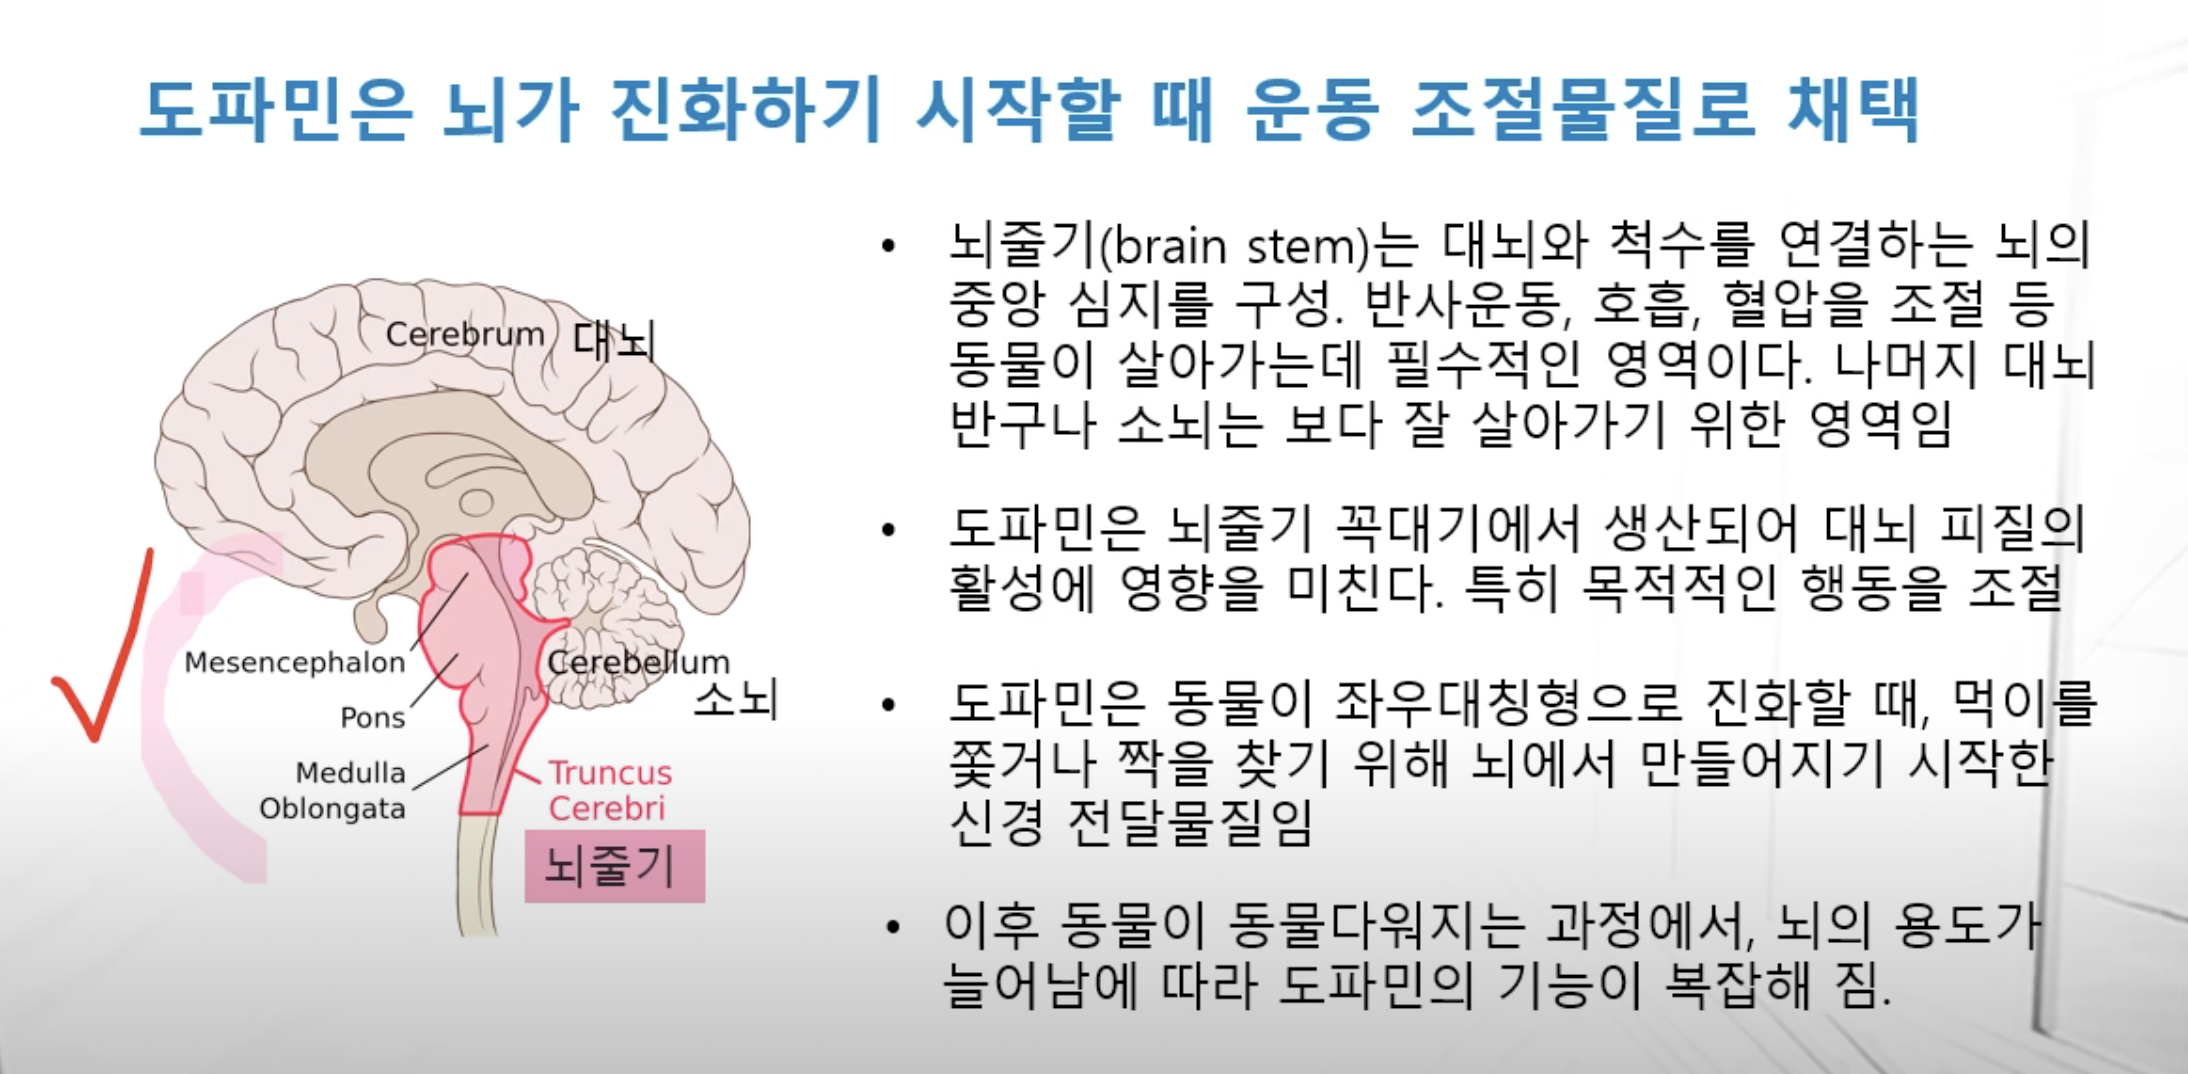 도파민은 뇌가 진화하기 시작할 때 운동 조절물질로 채택
Cerebrum 대뇌
Mesencephalon
Cerebellum
소뇌
Pons
Medulla
Oblongata
Truncus
Cerebri
뇌줄기
• 뇌줄기(brain stem)는 대뇌와 척수를 연결하는 뇌의
중앙 심지를 구성. 반사운동, 호흡, 혈압을 조절 등
동물이 살아가는데 필수적인 영역이다. 나머지 대뇌
반구나 소뇌는 보다 잘 살아가기 위한 영역임
• 도파민은 뇌줄기 꼭대기에서 생산되어 대뇌 피질의
활성에 영향을 미친다. 특히 목적적인 행동을 조절
• 도파민은 동물이 좌우대칭형으로 진화할 때, 먹이를
쫓거나 짝을 찾기 위해 뇌에서 만들어지기 시작한
신경 전달물질임
• 이후 동물이 동물다워지는 과정에서, 뇌의 용도가
늘어남에 따라 도파민의 기능이 복잡해 짐.